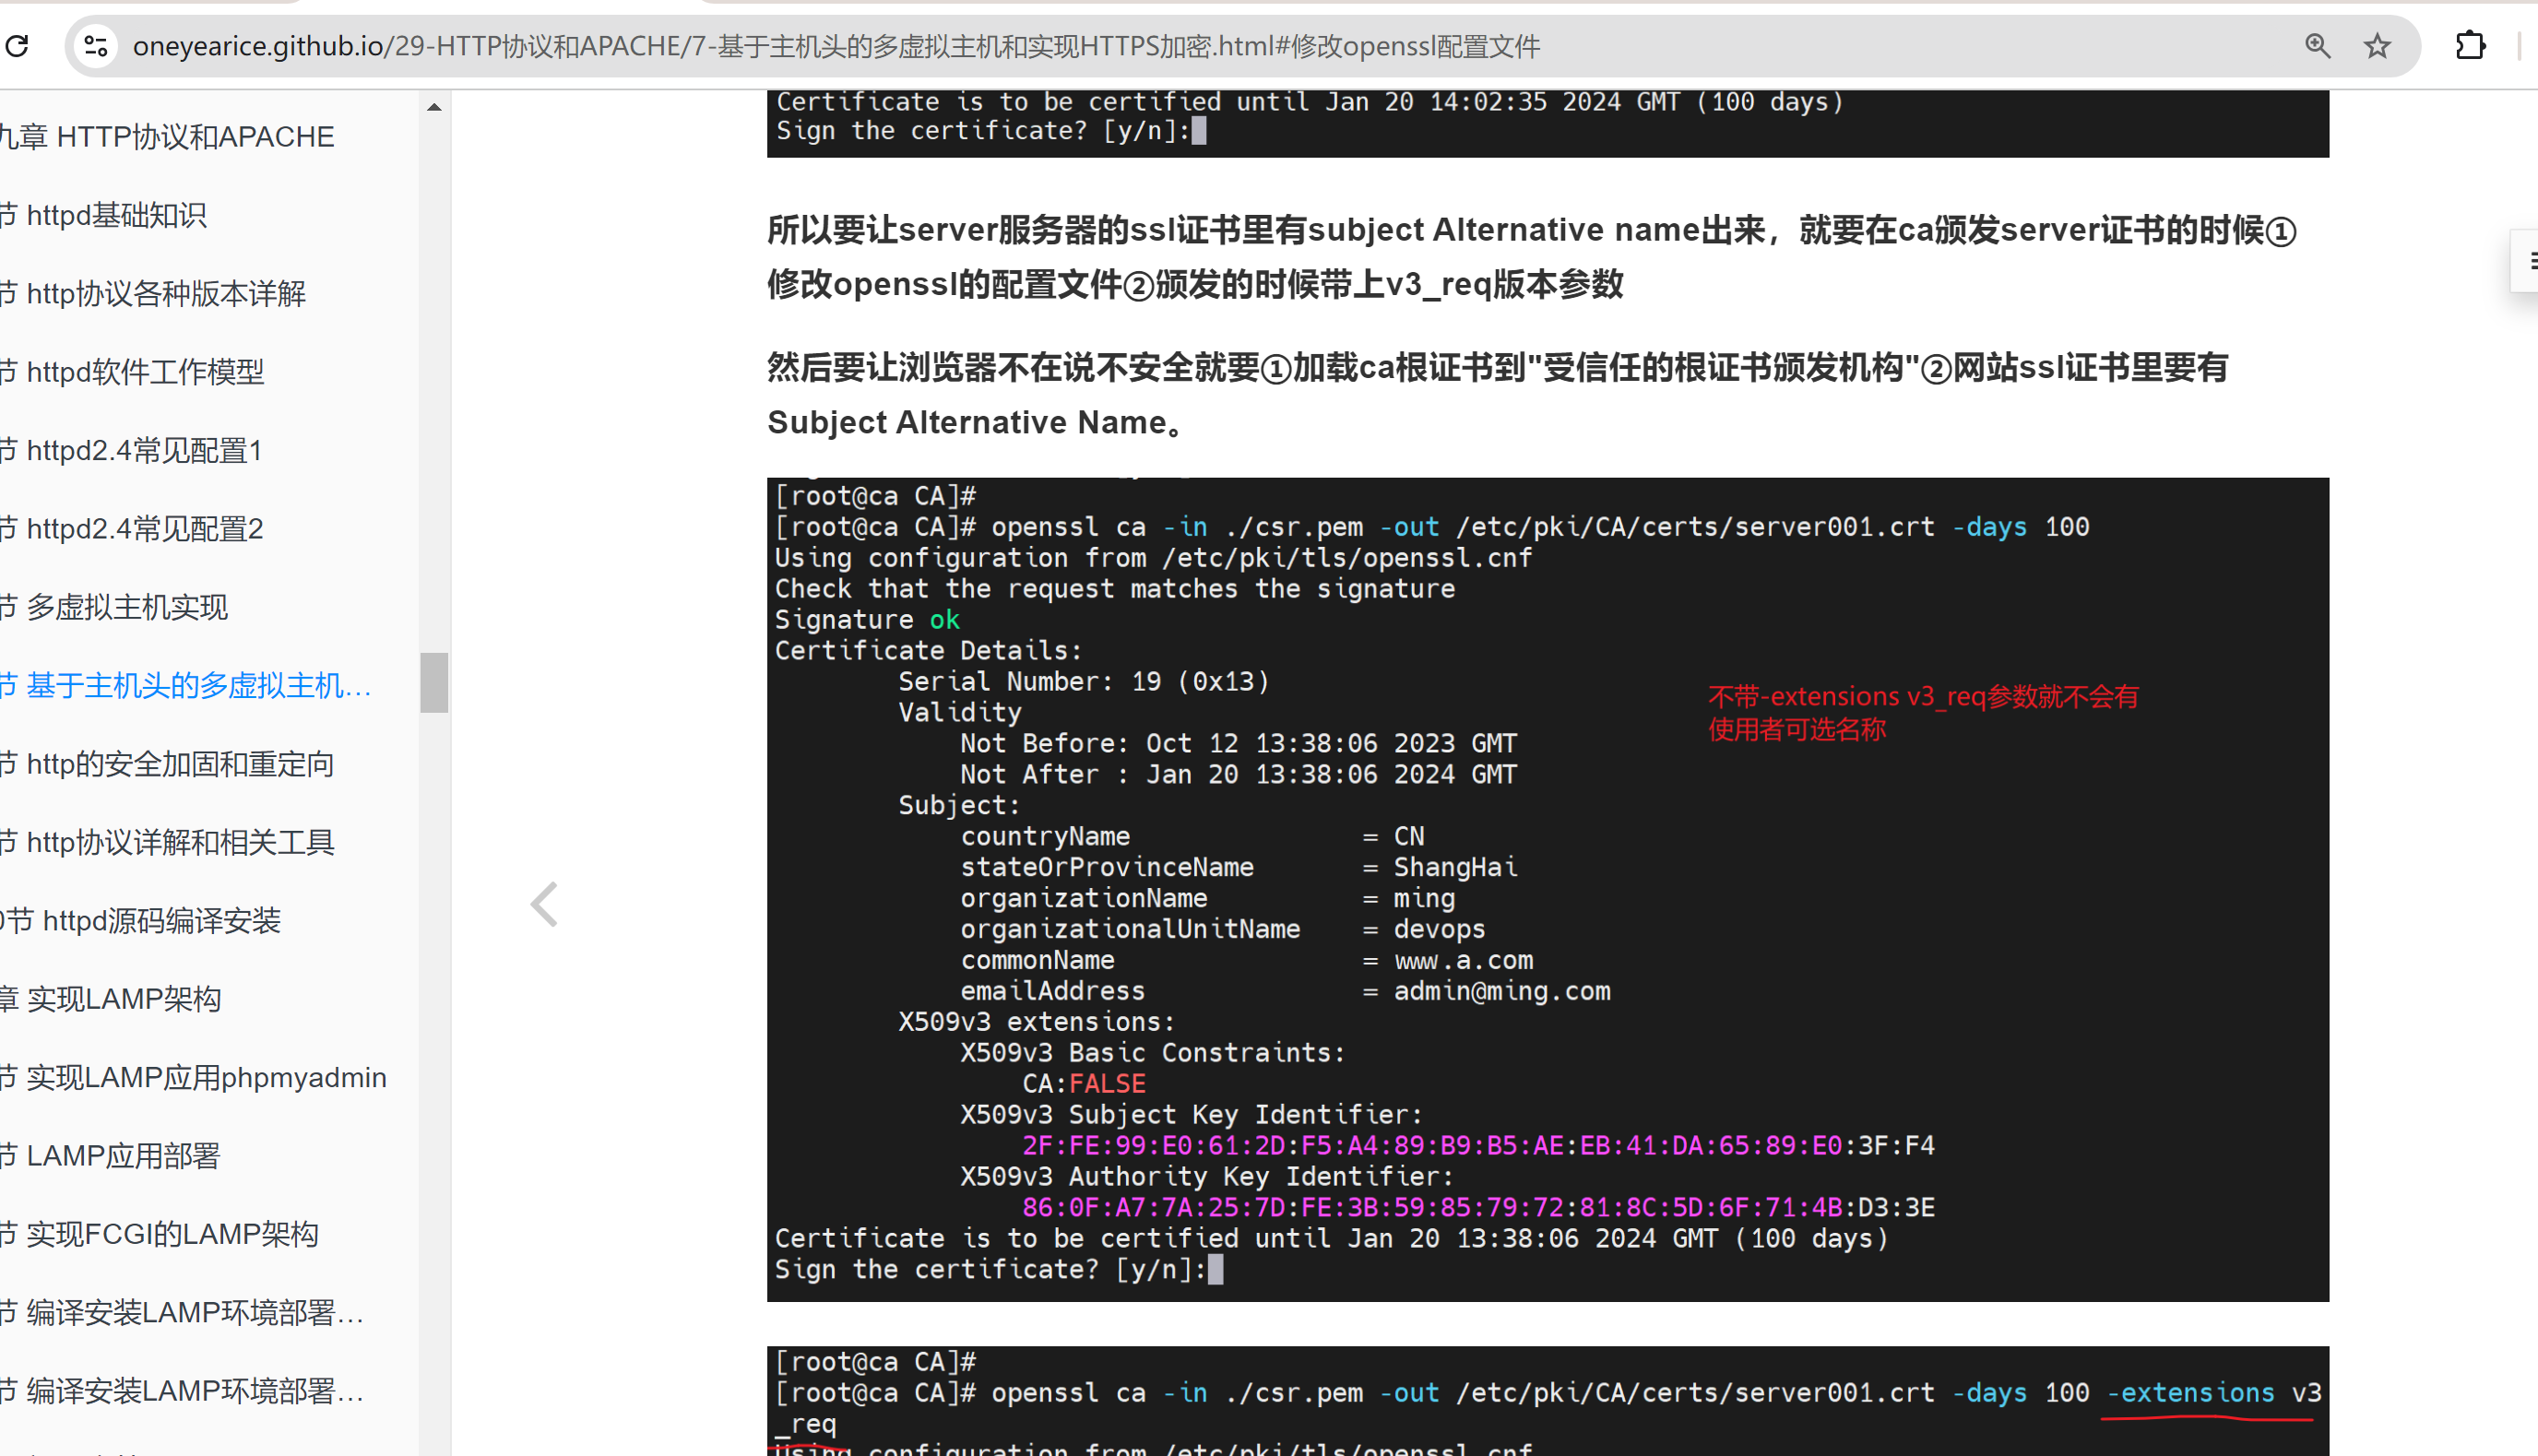 oneyearice.github.io/29-HTTP协议和APACHE/7-基于主机头的多虚拟主机和实现HTTPS加密.html#修改openssl配置文件
九章 HTTP协议和APACHE
节 httpd基础知识
节 http协议各种版本详解
节 httpd软件工作模型
节 httpd2.4常见配置1
节 httpd2.4常见配置2
节 多虚拟主机实现
节 基于主机头的多虚拟主机…
节 http的安全加固和重定向
节 http协议详解和相关工具
0节 httpd源码编译安装
章 实现LAMP架构
节 实现LAMP应用phpmyadmin
节 LAMP应用部署
节 实现FCGI的LAMP架构
节 编译安装LAMP环境部署…
节 编译安装LAMP环境部署…
Certificate is to be certified until Jan 20 14:02:35 2024 GMT (100 days)
Sign the certificate? [y/n]:
所以要让server服务器的ssl证书里有subject Alternative name出来，就要在ca颁发server证书的时候①
修改openssl的配置文件②颁发的时候带上v3_req版本参数
然后要让浏览器不在说不安全就要①加载ca根证书到"受信任的根证书颁发机构"②网站ssl证书里要有
Subject Alternative Name。
[root@ca CA]#
[root@ca CA]# openssl ca -in ./csr.pem -out /etc/pki/CA/certs/server001.crt -days 100
Using configuration from /etc/pki/tls/openssl.cnf
Check that the request matches the signature
Signature ok
Certificate Details:
Serial Number: 19 (0x13)
Validity
Not Before: Oct 12 13:38:06 2023 GMT
Not After : Jan 20 13:38:06 2024 GMT
Subject:
countryName = CN
stateOrProvinceName = ShangHai
organizationName = ming
organizationalUnitName = devops
commonName = www.a.com
emailAddress = admin@ming.com
X509v3 extensions:
X509v3 Basic Constraints:
CA:FALSE
X509v3 Subject Key Identifier:
2F:FE:99:E0:61:2D:F5:A4:89:B9:B5:AE:EB:41:DA:65:89:E0:3F:F4
X509v3 Authority Key Identifier:
86:0F:A7:7A:25:7D:FE:3B:59:85:79:72:81:8C:5D:6F:71:4B:D3:3E
Certificate is to be certified until Jan 20 13:38:06 2024 GMT (100 days)
Sign the certificate? [y/n]:
不带-extensions v3_req参数就不会有
使用者可选名称
[root@ca CA]#
[root@ca CA]# openssl ca -in ./csr.pem -out /etc/pki/CA/certs/server001.crt -days 100 -extensions v3
_req
Using configuration from /etc/pki/tls/openssl.cnf